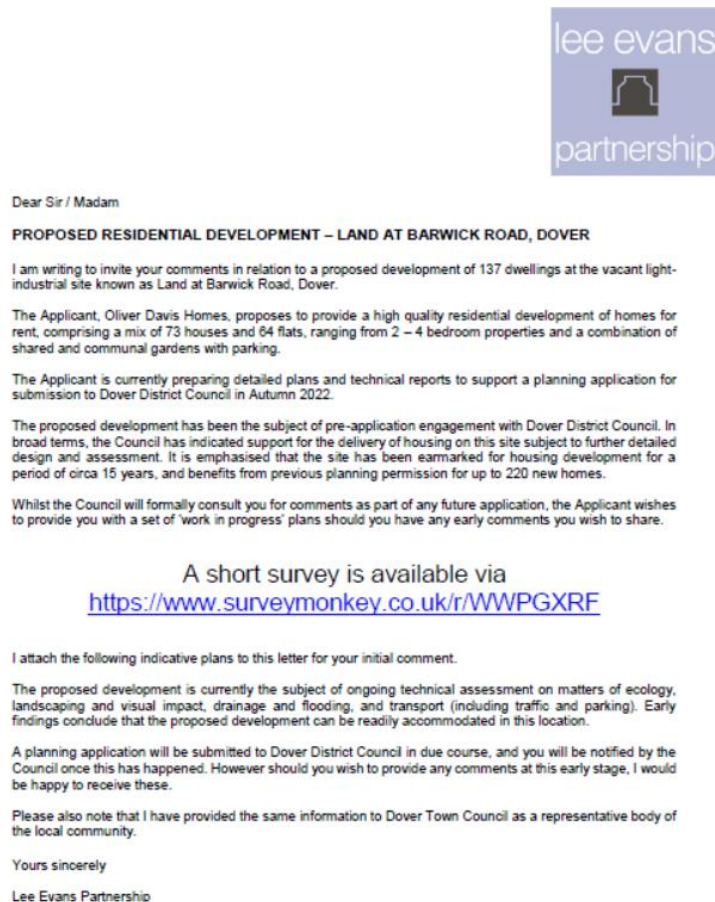 lee evans
partnership
Dear Sir / Madam
PROPOSED RESIDENTIAL DEVELOPMENT – LAND AT BARWICK ROAD, DOVER
I am writing to invite your comments in relation to a proposed development of 137 dwellings at the vacant light-
industrial site known as Land at Barwick Road, Dover.
The Applicant, Oliver Davis Homes, proposes to provide a high quality residential development of homes for
rent, comprising a mix of 73 houses and 64 flats, ranging from 2 – 4 bedroom properties and a combination of
shared and communal gardens with parking.
The Applicant is currently preparing detailed plans and technical reports to support a planning application for
submission to Dover District Council in Autumn 2022.
The proposed development has been the subject of pre-application engagement with Dover District Council. In
broad terms, the Council has indicated support for the delivery of housing on this site subject to further detailed
design and assessment. It is emphasised that the site has been earmarked for housing development for a
period of circa 15 years, and benefits from previous planning permission for up to 220 new homes.
Whilst the Council will formally consult you for comments as part of any future application, the Applicant wishes
to provide you with a set of 'work in progress' plans should you have any early comments you wish to share.
A short survey is available via
https://www.surveymonkey.co.uk/r/WWPGXRF
I attach the following indicative plans to this letter for your initial comment.
The proposed development is currently the subject of ongoing technical assessment on matters of ecology,
landscaping and visual impact, drainage and flooding, and transport (including traffic and parking). Early
findings conclude that the proposed development can be readily accommodated in this location.
A planning application will be submitted to Dover District Council in due course, and you will be notified by the
Council once this has happened. However should you wish to provide any comments at this early stage, I would
be happy to receive these.
Please also note that I have provided the same information to Dover Town Council as a representative body of
the local community.
Yours sincerely
Lee Evans Partnership